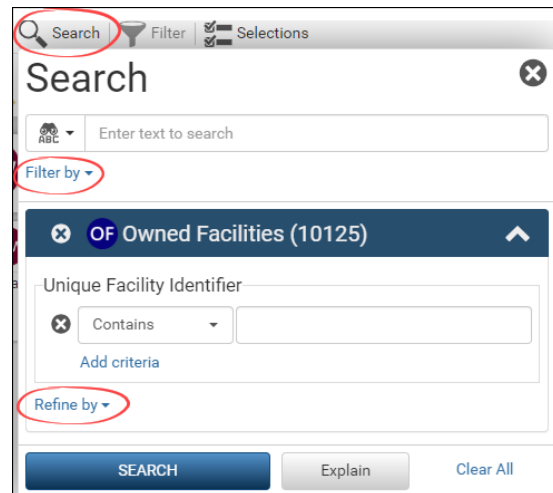 Search Filter Selections
Search
ABC Enter text to search
Filter by
OF Owned Facilities (10125)
Unique Facility Identifier
Contains
Add criteria
Refine by
SEARCH Explain Clear All